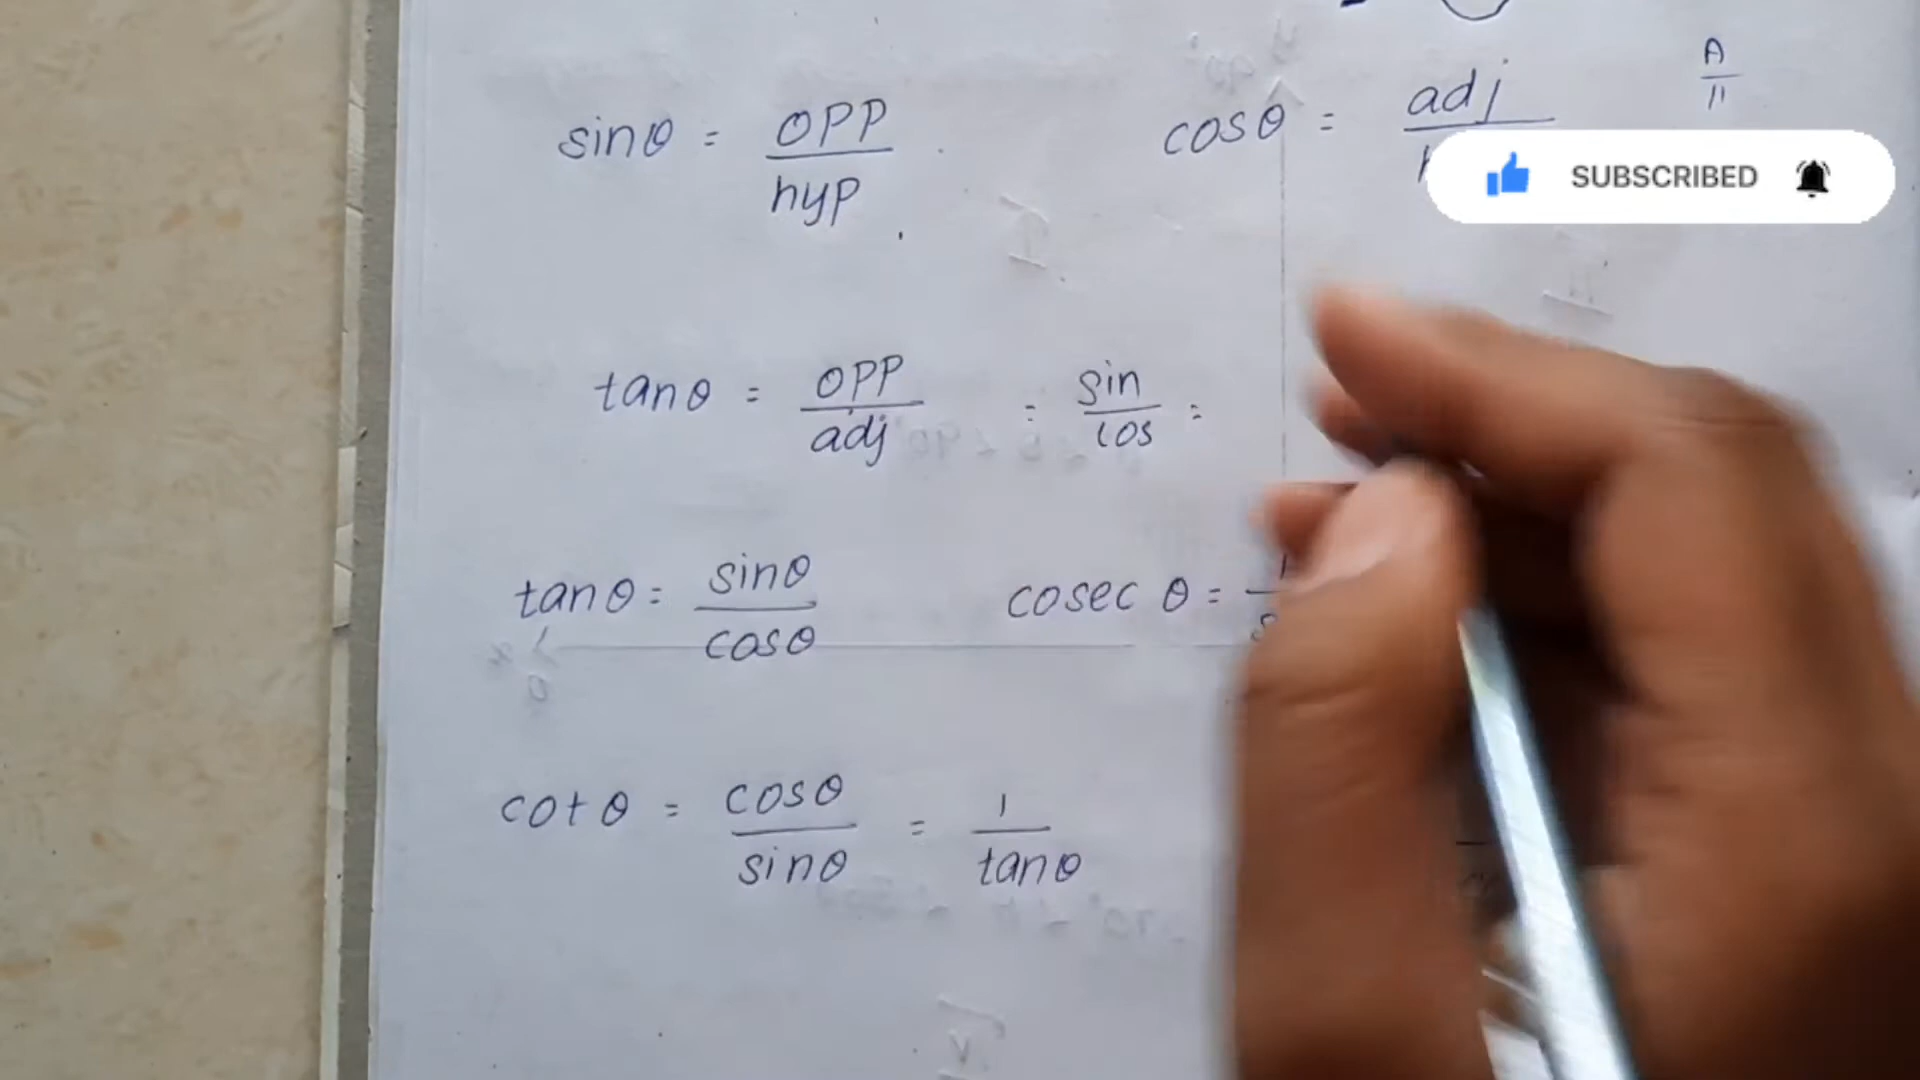 sinθ = opp/hyp
cosθ = adj
A
SUBSCRIBED
tanθ = opp/adj = sin/cos =
tanθ = sinθ/cosθ
cosec θ = 1/s
cotθ = cosθ/sinθ = 1/tanθ